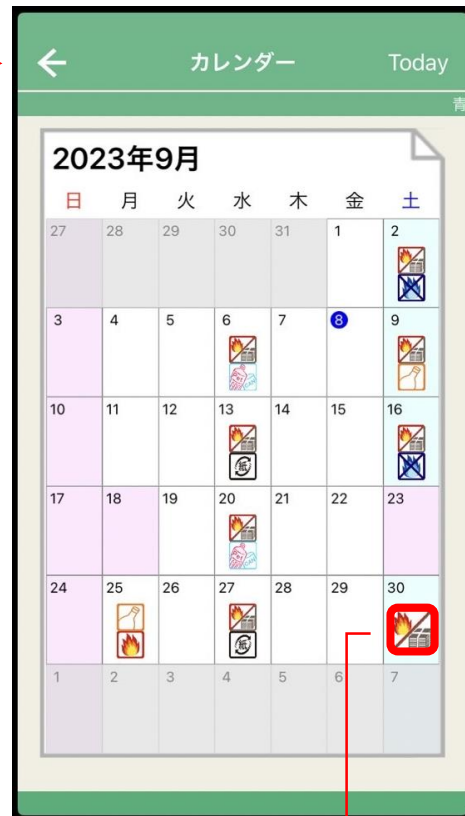 カレンダー Today
青
2023年9月
日 月 火 水 木 金 土
27 28 29 30 31 1 2
3 4 5 6 7 8 9
10 11 12 13 14 15 16
紙
17 18 19 20 21 22 23
24 25 26 27 28 29 30
紙
1 2 3 4 5 6 7